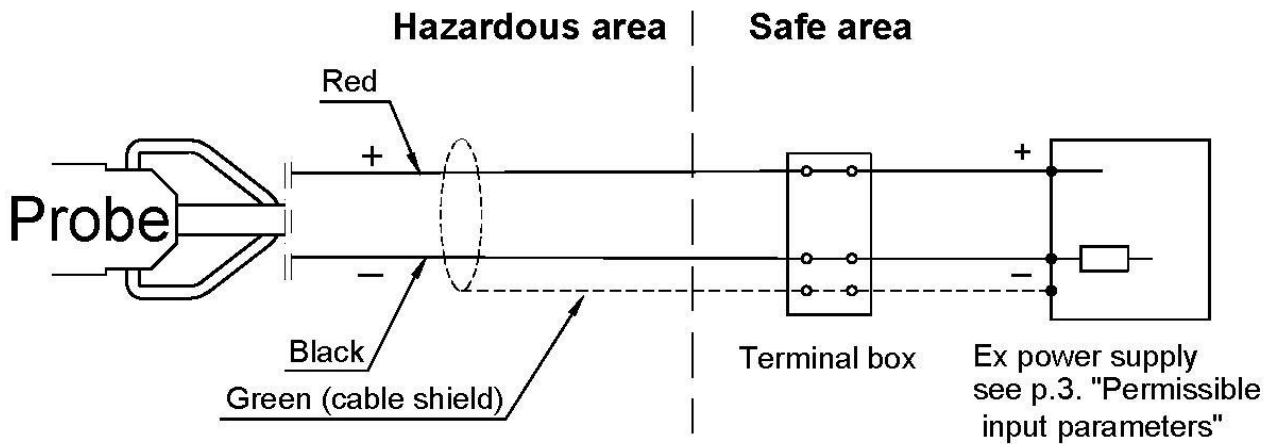 Hazardous area
Safe area
Red
+
+
Probe
−
−
Black
Green (cable shield)
Terminal box
Ex power supply
see p.3. "Permissible
input parameters"